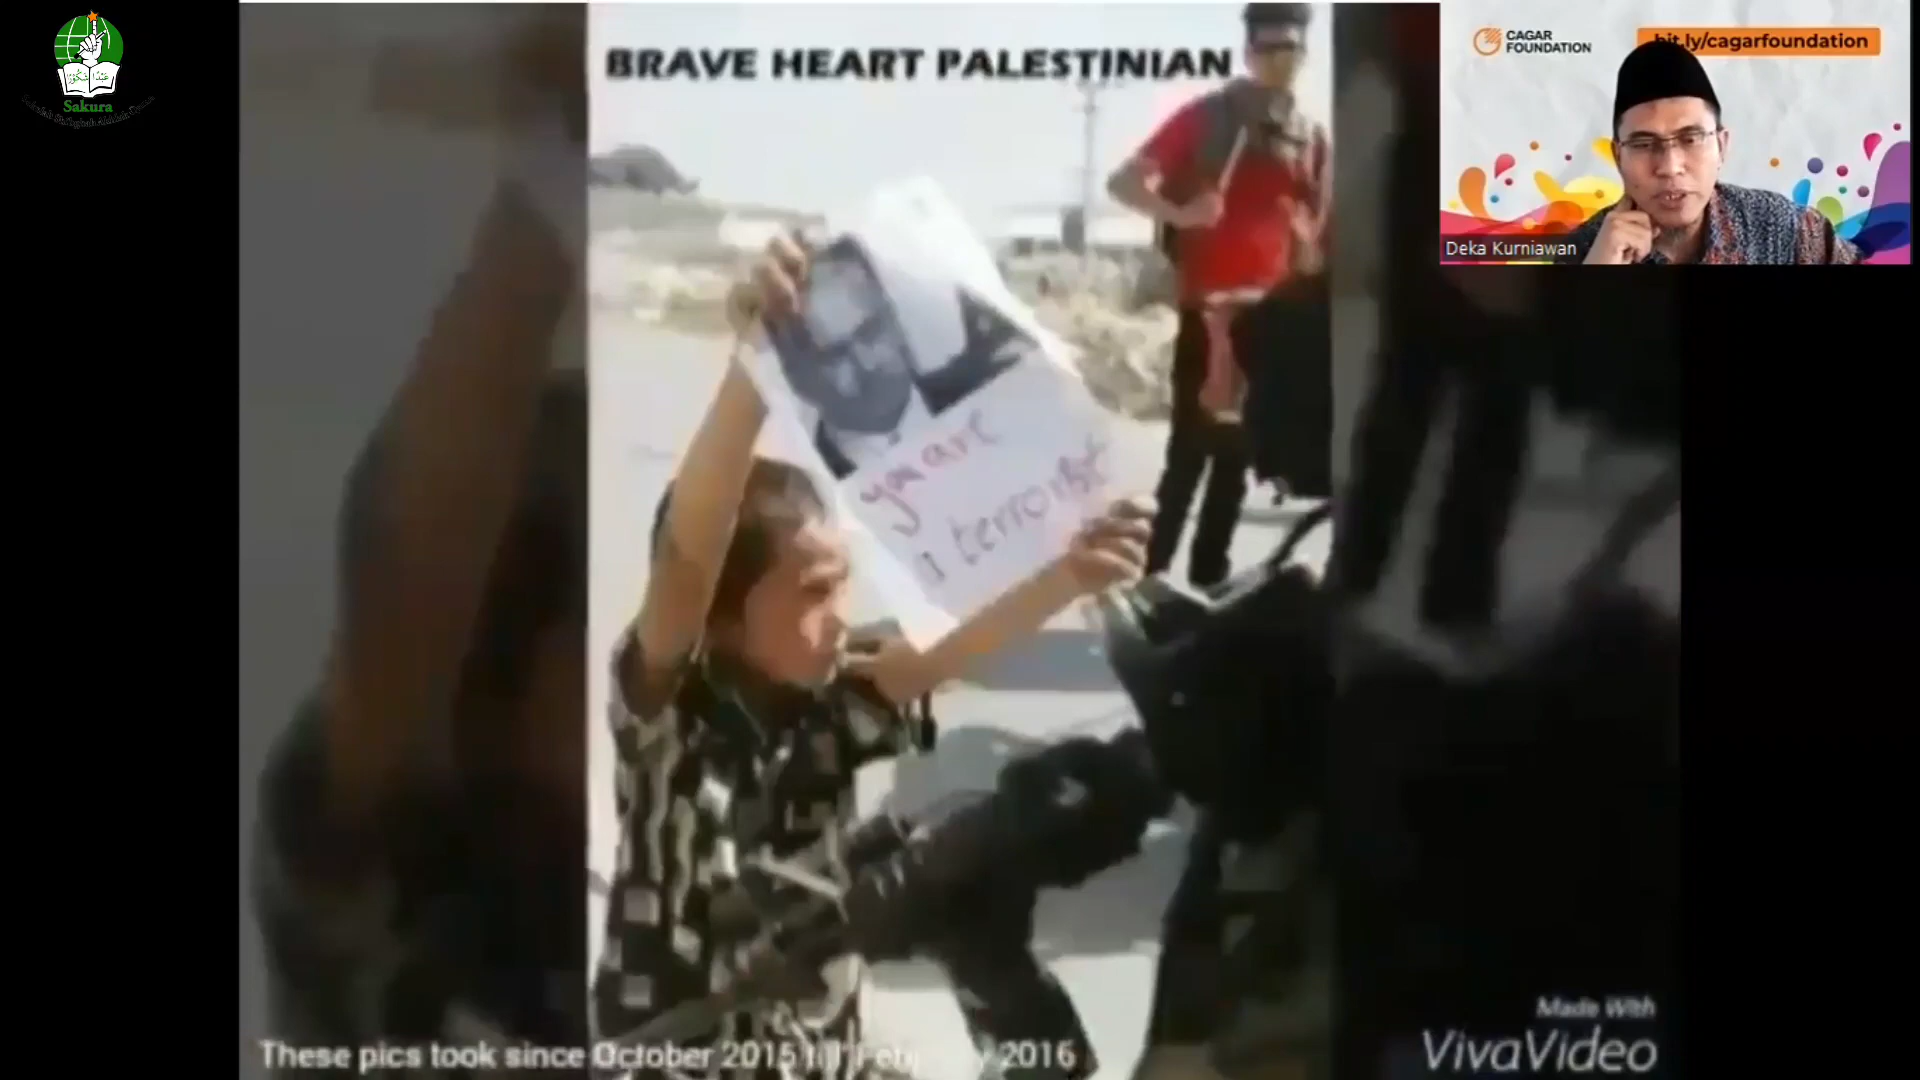 Sakura
BRAVE HEART PALESTINIAN
CAGAR
FOUNDATION
bit.ly/cagarfoundation
Deka Kurniawan
you are
terrorist
These pics took since October 2015 2016
Made With
VivaVideo